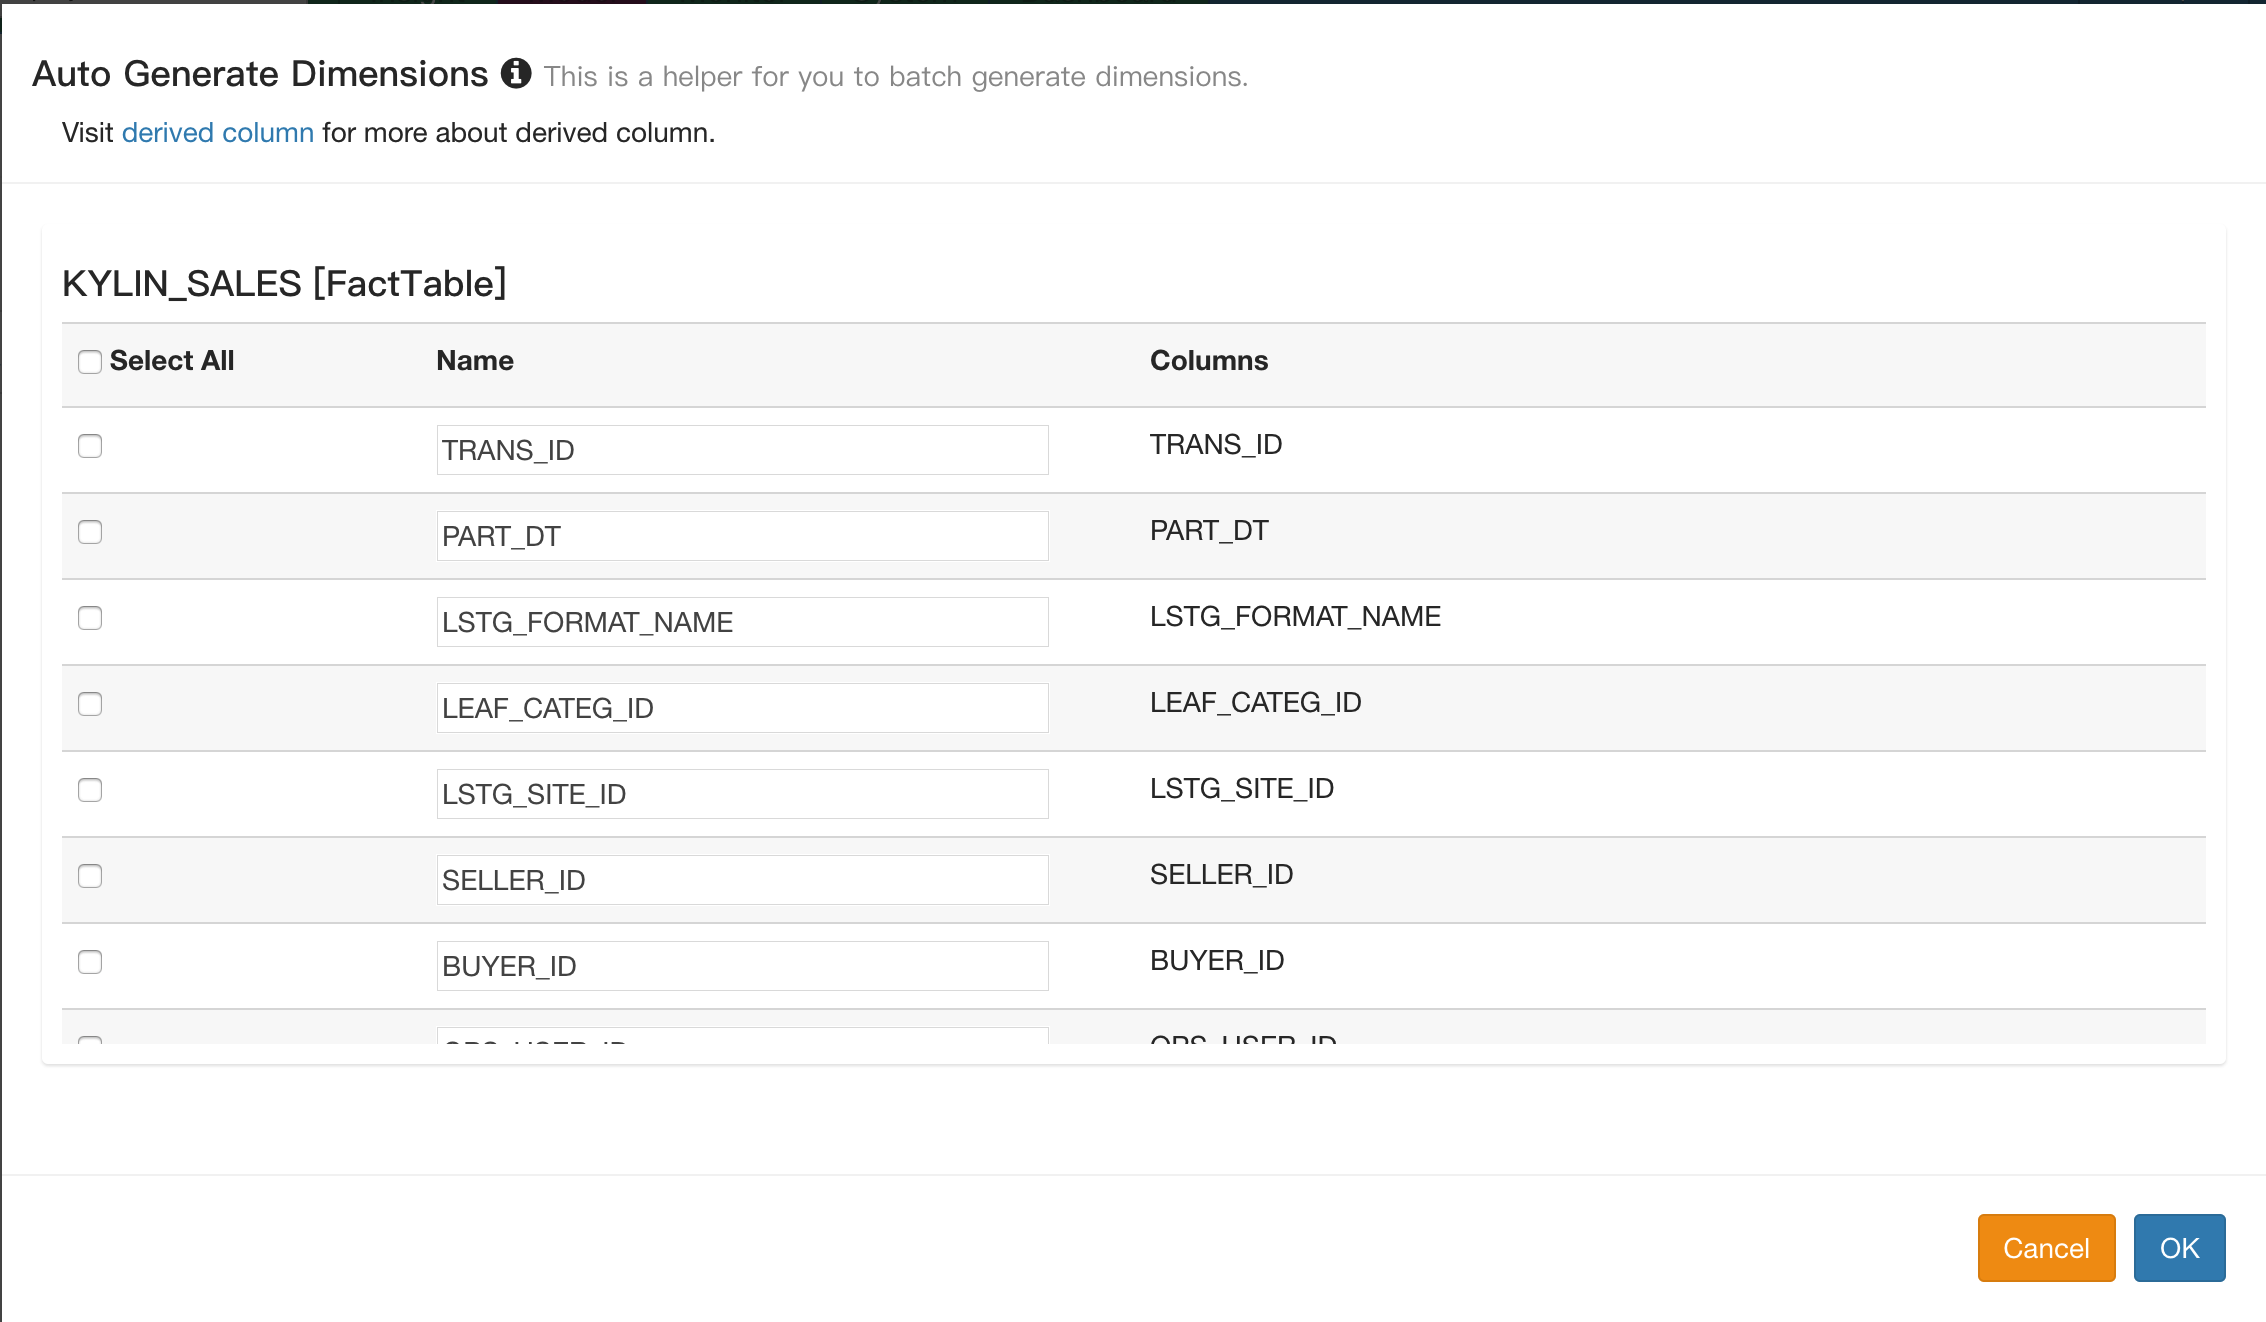 Auto Generate Dimensions This is a helper for you to batch generate dimensions.
Visit derived column for more about derived column.
KYLIN_SALES [FactTable]
Select All Name Columns
TRANS_ID TRANS_ID
PART_DT PART_DT
LSTG_FORMAT_NAME LSTG_FORMAT_NAME
LEAF_CATEG_ID LEAF_CATEG_ID
LSTG_SITE_ID LSTG_SITE_ID
SELLER_ID SELLER_ID
BUYER_ID BUYER_ID
OPS_USER_ID OPS_USER_ID
Cancel OK